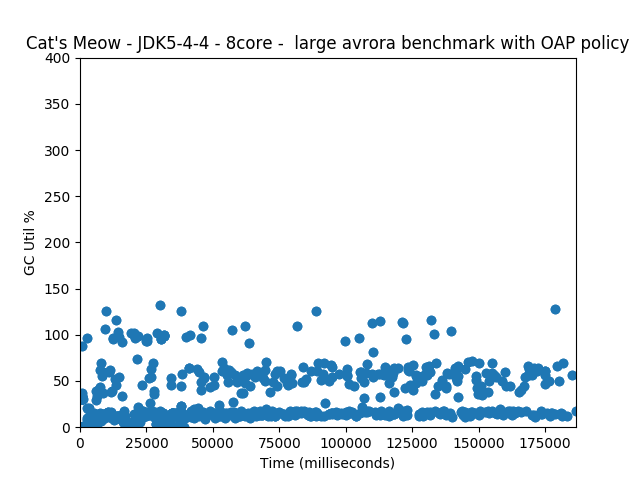 Cat's Meow - JDK5-4-4 - 8core -  large avrora benchmark with OAP policy
400
350
300
250
200
150
100
50
0
GC Util %
0 25000 50000 75000 100000 125000 150000 175000
Time (milliseconds)